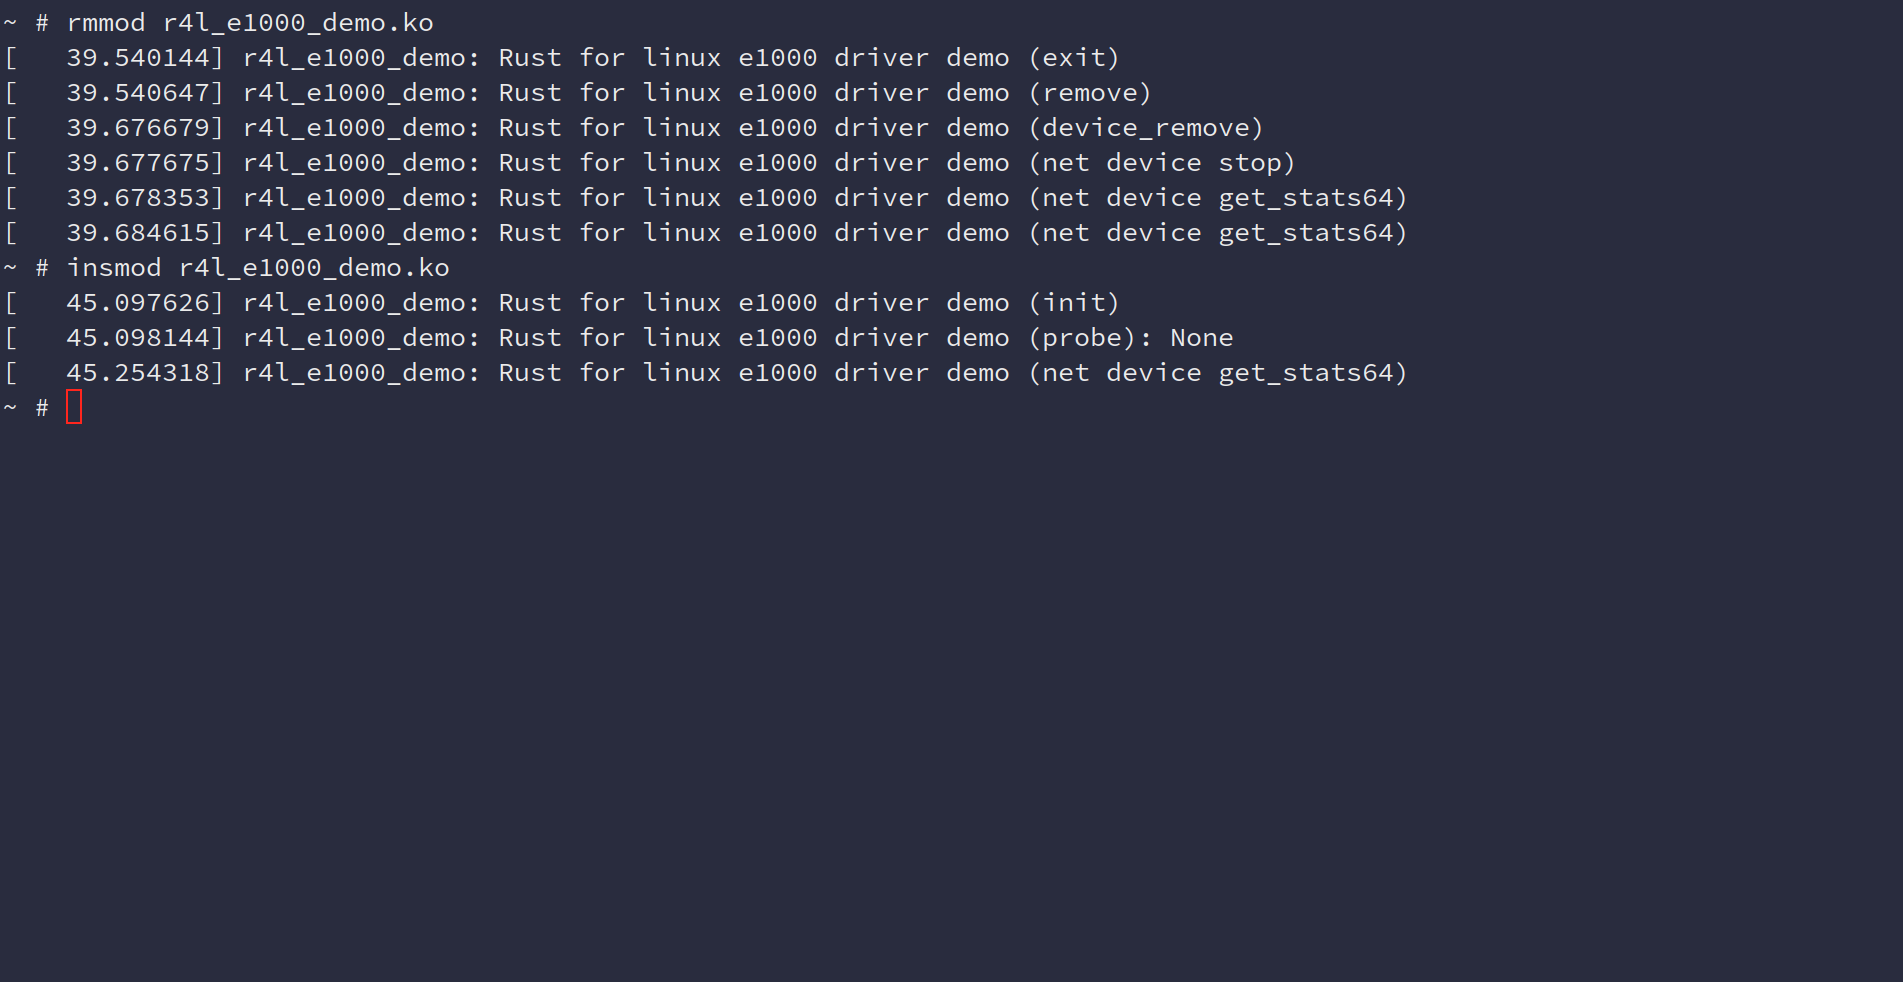 ~ # rmmod r4l_e1000_demo.ko
[   39.540144] r4l_e1000_demo: Rust for linux e1000 driver demo (exit)
[   39.540647] r4l_e1000_demo: Rust for linux e1000 driver demo (remove)
[   39.676679] r4l_e1000_demo: Rust for linux e1000 driver demo (device_remove)
[   39.677675] r4l_e1000_demo: Rust for linux e1000 driver demo (net device stop)
[   39.678353] r4l_e1000_demo: Rust for linux e1000 driver demo (net device get_stats64)
[   39.684615] r4l_e1000_demo: Rust for linux e1000 driver demo (net device get_stats64)
~ # insmod r4l_e1000_demo.ko
[   45.097626] r4l_e1000_demo: Rust for linux e1000 driver demo (init)
[   45.098144] r4l_e1000_demo: Rust for linux e1000 driver demo (probe): None
[   45.254318] r4l_e1000_demo: Rust for linux e1000 driver demo (net device get_stats64)
~ #